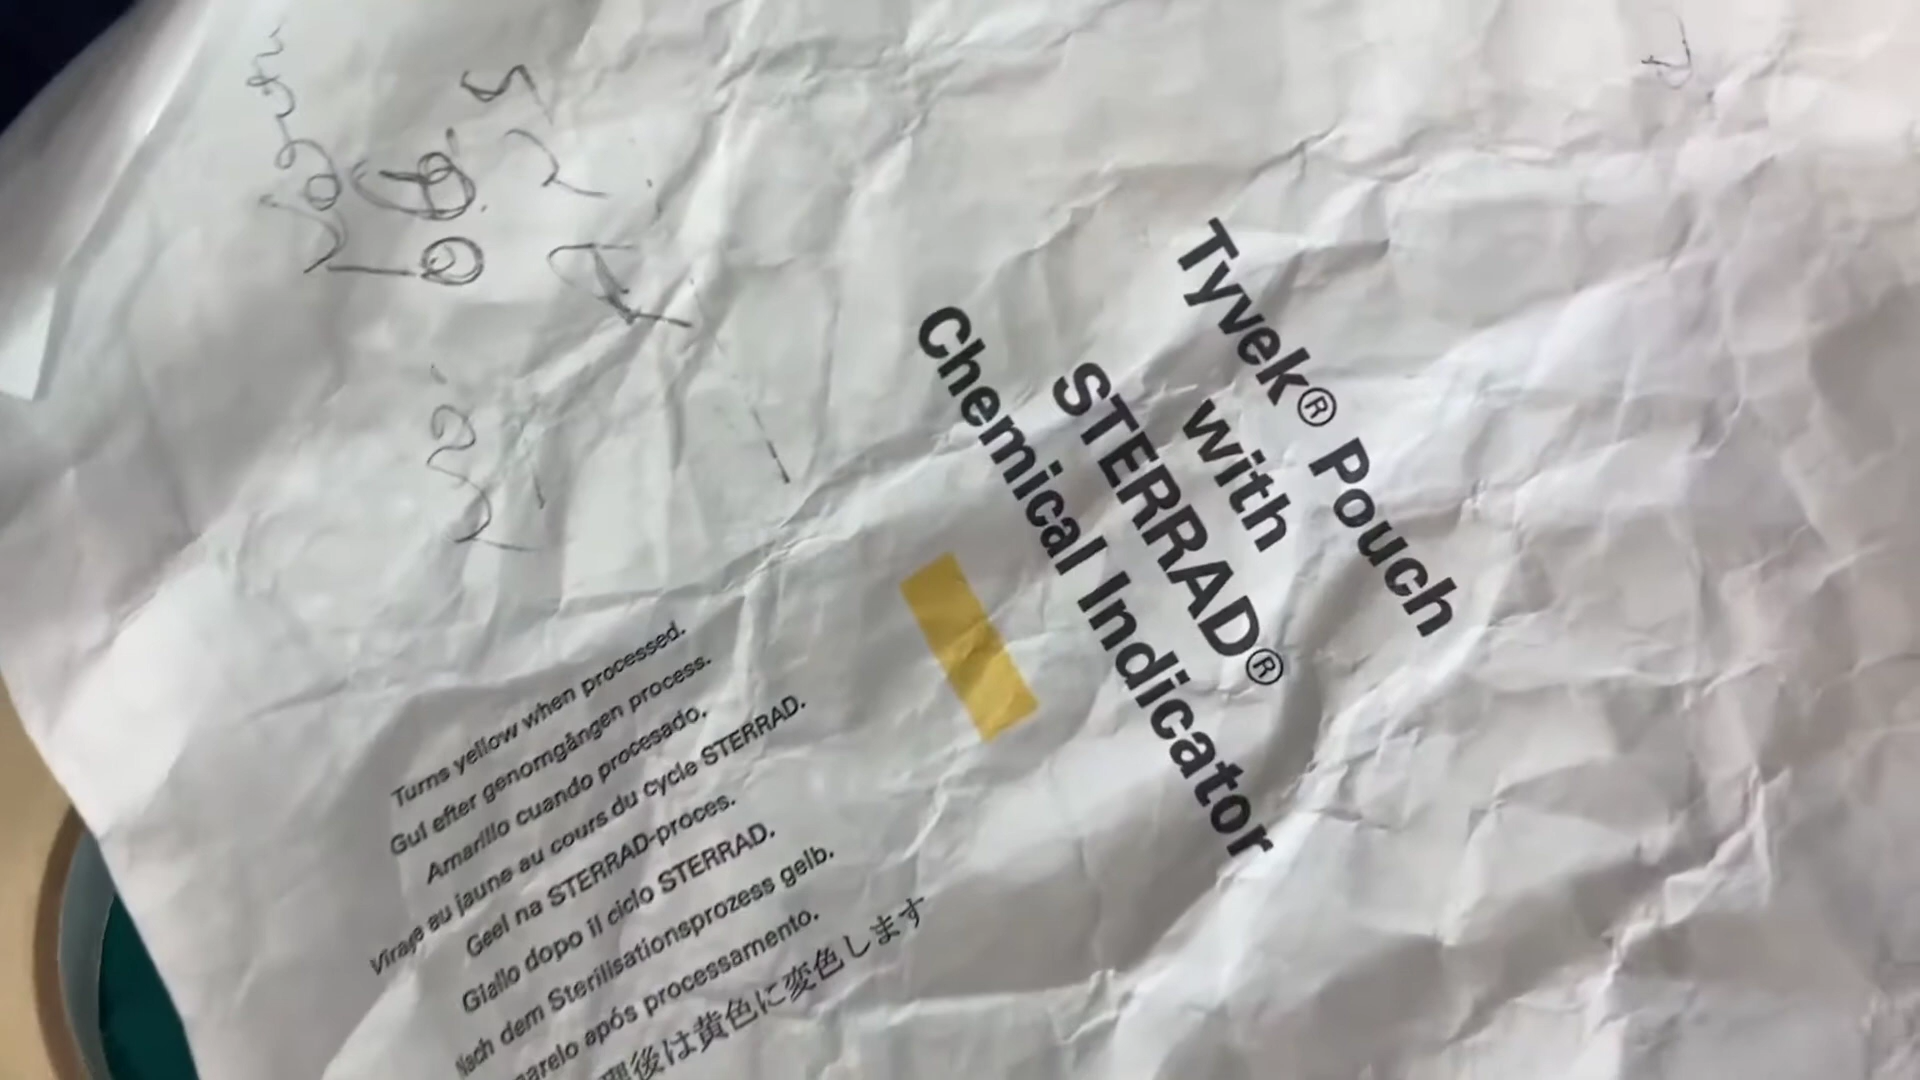 Tyvek® Pouch
with
STERRAD®
Chemical Indicator
Turns yellow when processed.
Gul efter genomgången process.
Amarillo cuando procesado.
Virage au jaune au cours du cycle STERRAD.
Geel na STERRAD-proces.
Giallo dopo il ciclo STERRAD.
Nach dem Sterilisationsprozess gelb.
após processamento.
後は黄色に変色します